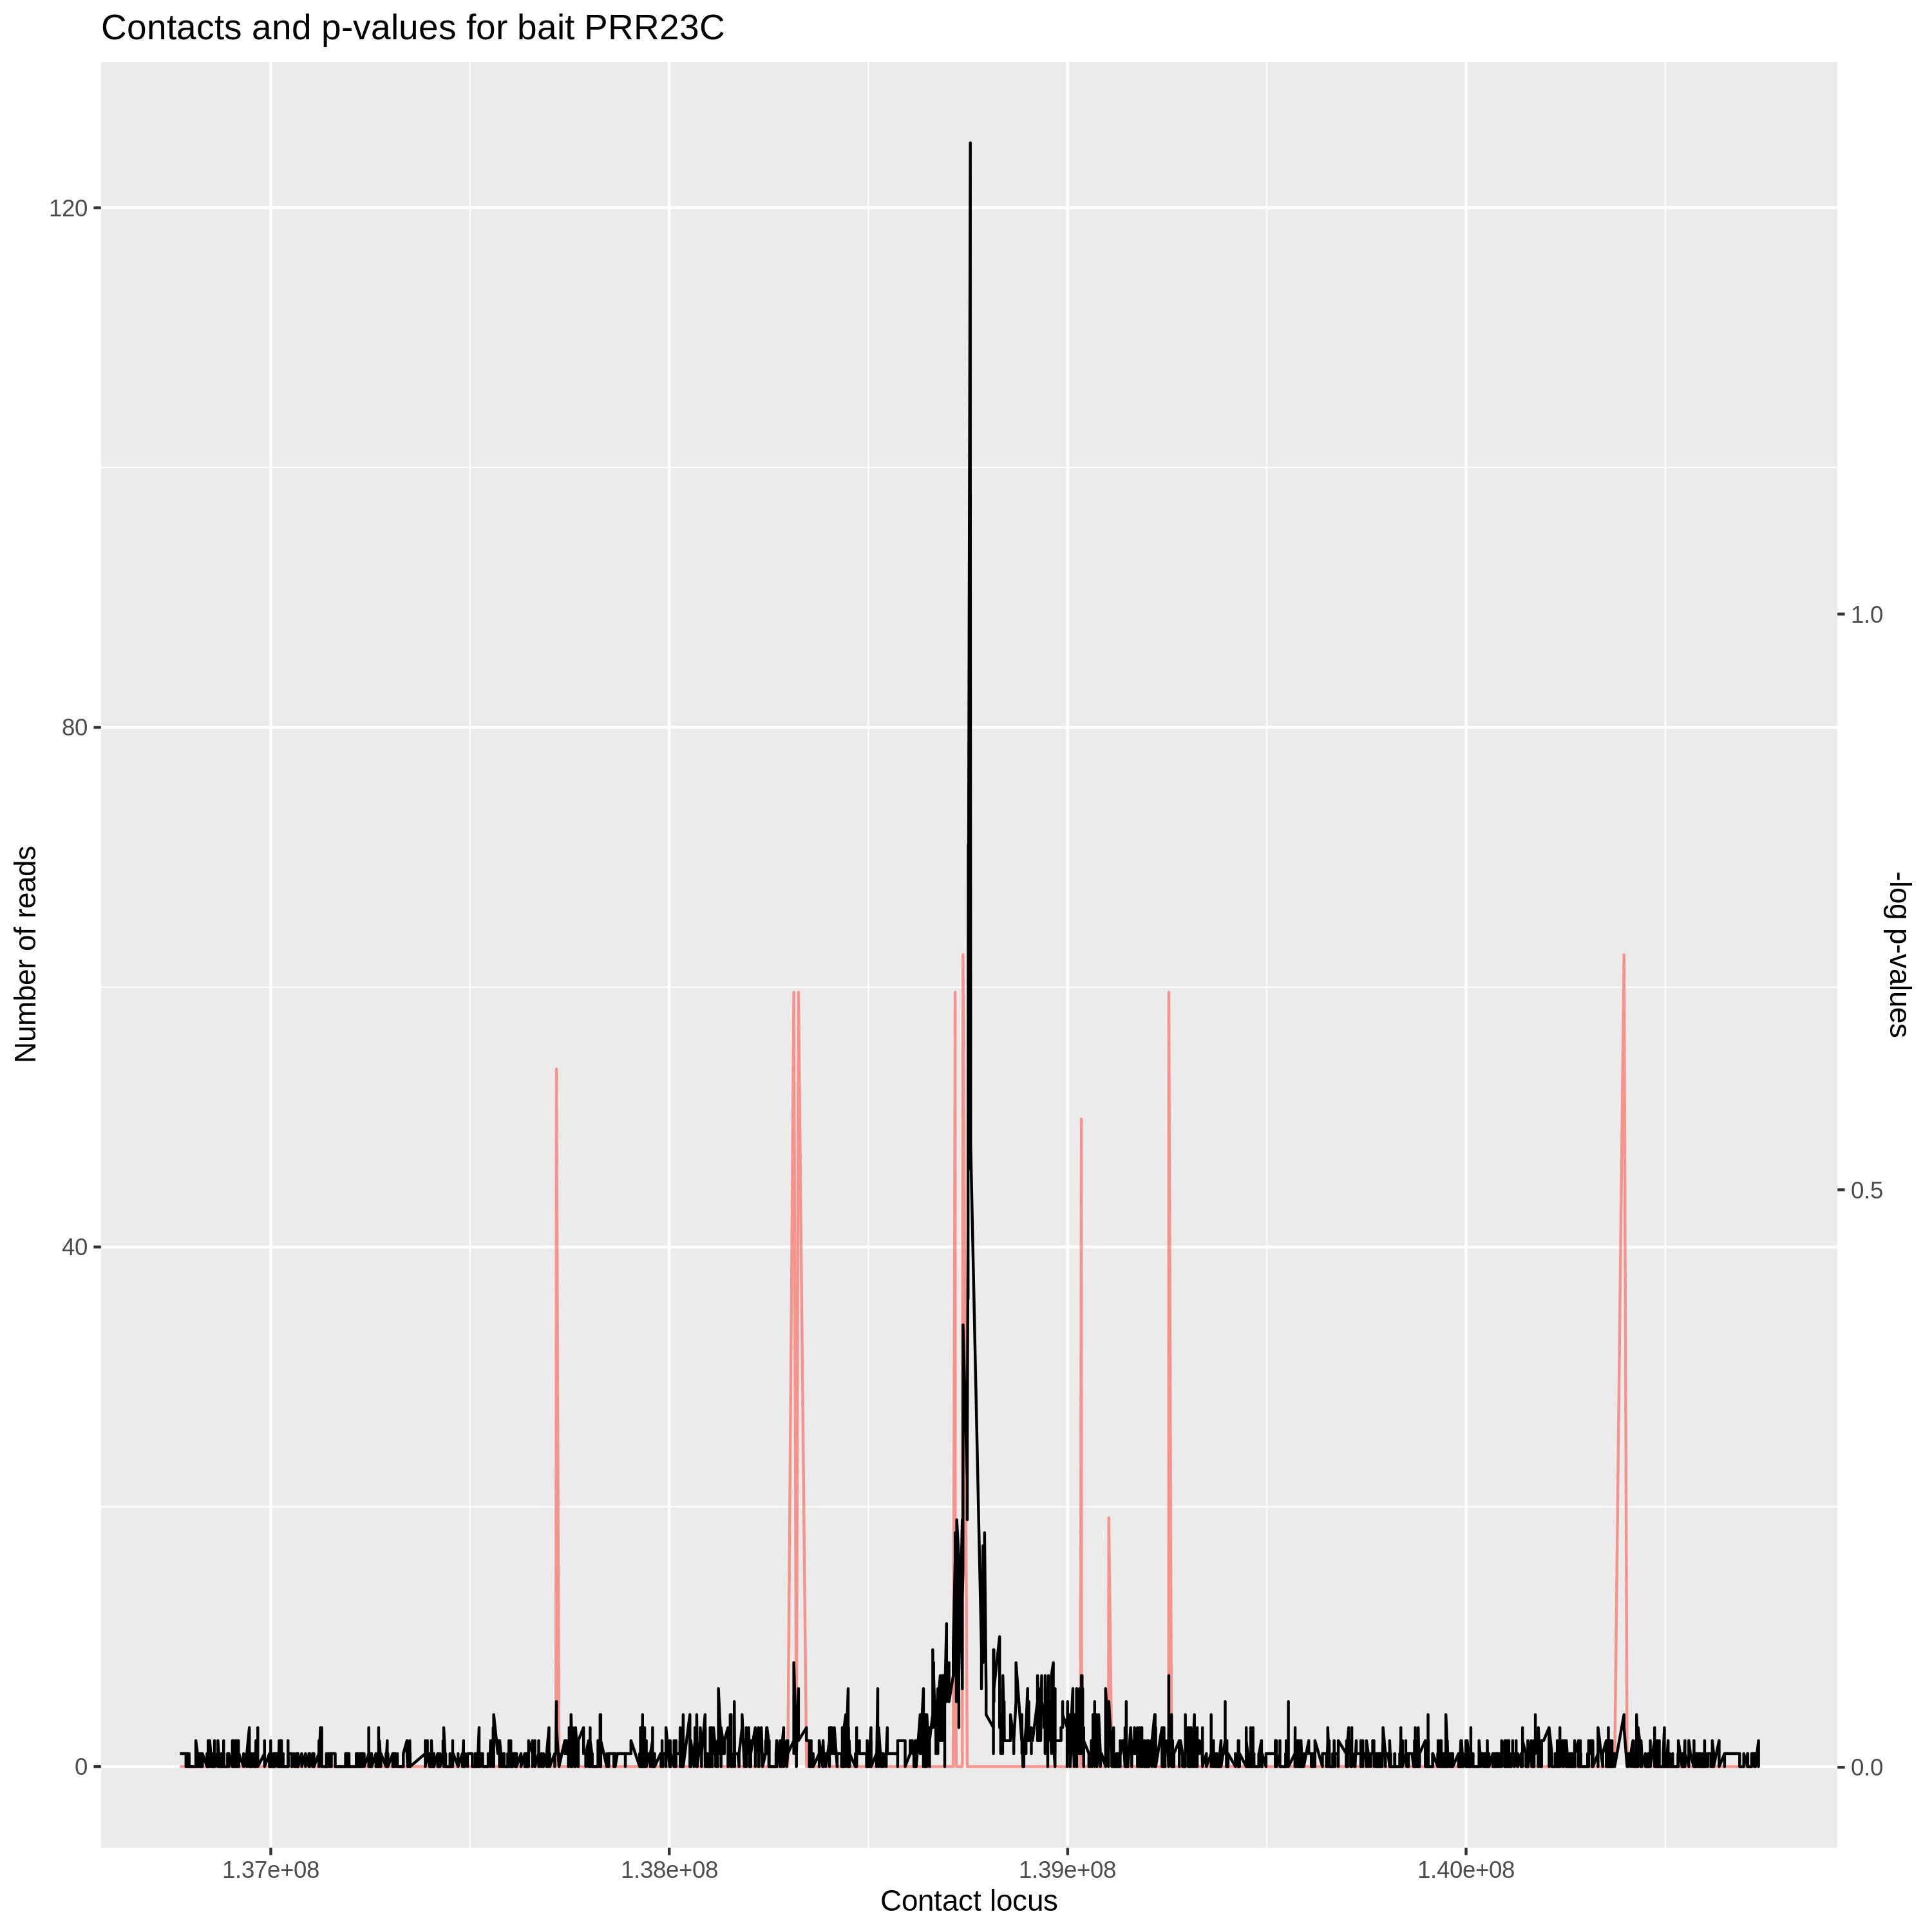 Contacts and p-values for bait PRR23C
120
80
40
0
Number of reads
1.0
0.5
0.0
-log p-values
1.37e+08
1.38e+08
1.39e+08
1.40e+08
Contact locus